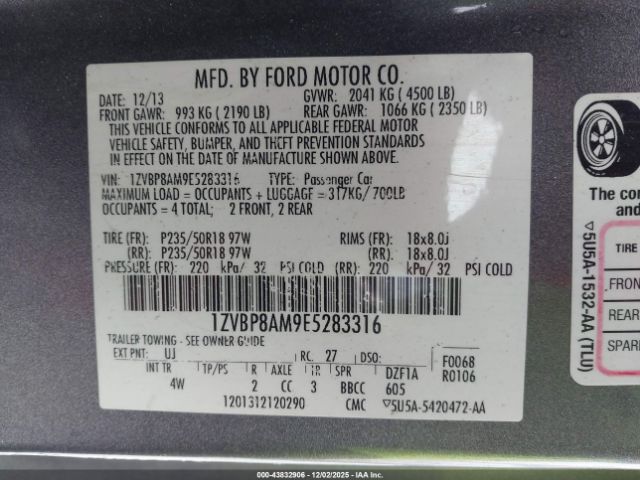 MFD. BY FORD MOTOR CO.
DATE: 12/13 GVWR: 2041 KG ( 4500 LB)
FRONT GAWR: 993 KG ( 2190 LB) REAR GAWR: 1066 KG ( 2350 LB)
THIS VEHICLE CONFORMS TO ALL APPLICABLE FEDERAL MOTOR
VEHICLE SAFETY, BUMPER, AND THEFT PREVENTION STANDARDS
IN EFFECT ON THE DATE OF MANUFACTURE SHOWN ABOVE.
VIN: 1ZVBP8AM9E5283316 TYPE: Passenger Car
MAXIMUM LOAD = OCCUPANTS + LUGGAGE = 317KG/ 700LB
OCCUPANTS = 4 TOTAL; 2 FRONT, 2 REAR
TIRE (FR): P235/50R18 97W RIMS (FR): 18x8.0J
(RR): P235/50R18 97W (RR): 18x8.0J
PRESSURE (FR): 220 kPa/ 32 PSI COLD (RR): 220 kPa/ 32 PSI COLD
1ZVBP8AM9E5283316
TRAILER TOWING - SEE OWNER GUIDE
EXT PNT: UJ RC: 27 DSO: F0068
INT TR TP/PS R AXLE TR SPR DZF1A R0106
4W 2 CC 3 BBCC 605
1201312120290 CMC ▽5U5A-5420472-AA
▽5U5A-1532-AA (TLU)
The co
mus
TIRE
FRON
REAR
SPAR
000-43832906 - 12/02/2025 - IAAI.COM